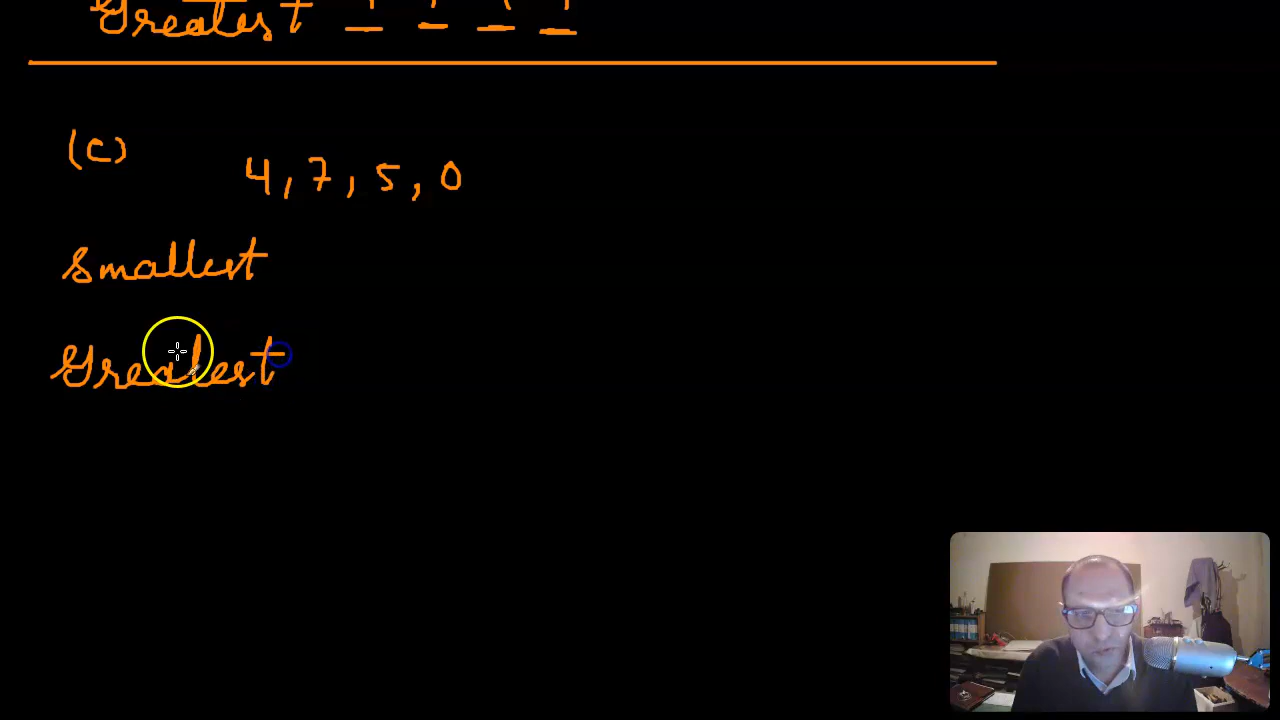 Greatest _ _ _ _
(C)
4, 7, 5, 0
Smallest
Greatest